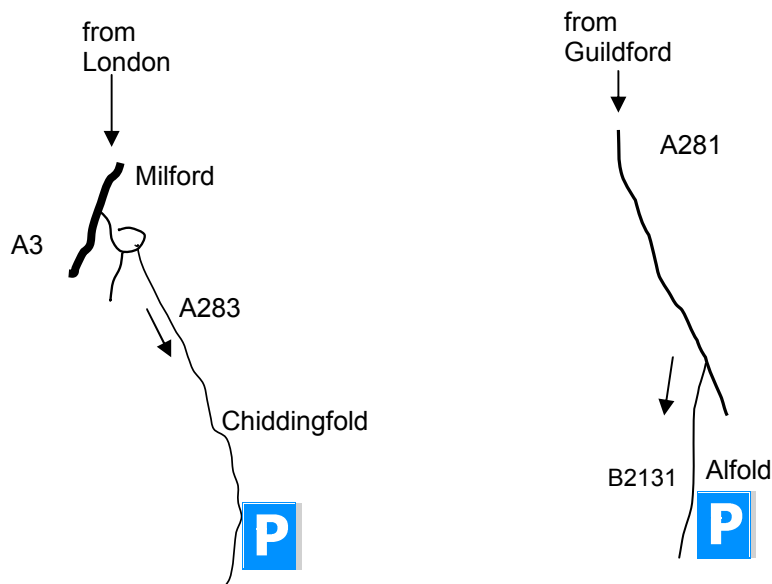 from
London
Milford
A3
A283
Chiddingfold
P
from
Guildford
A281
B2131
Alfold
P